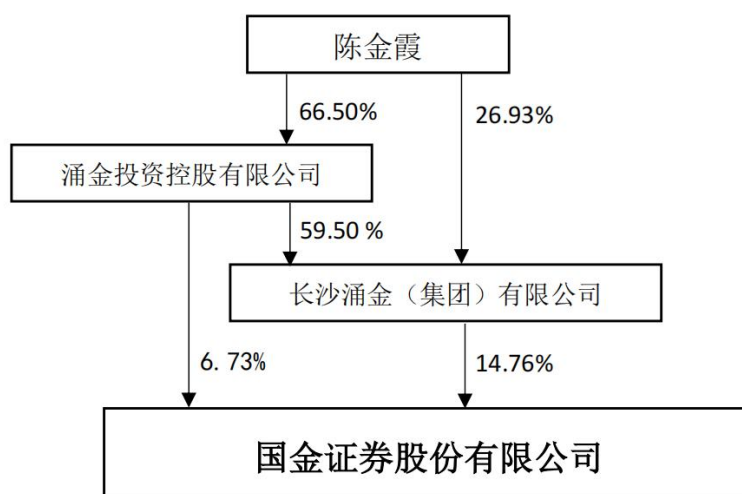 陈金霞
66.50%
26.93%
涌金投资控股有限公司
59.50 %
长沙涌金（集团）有限公司
6. 73%
14.76%
国金证券股份有限公司